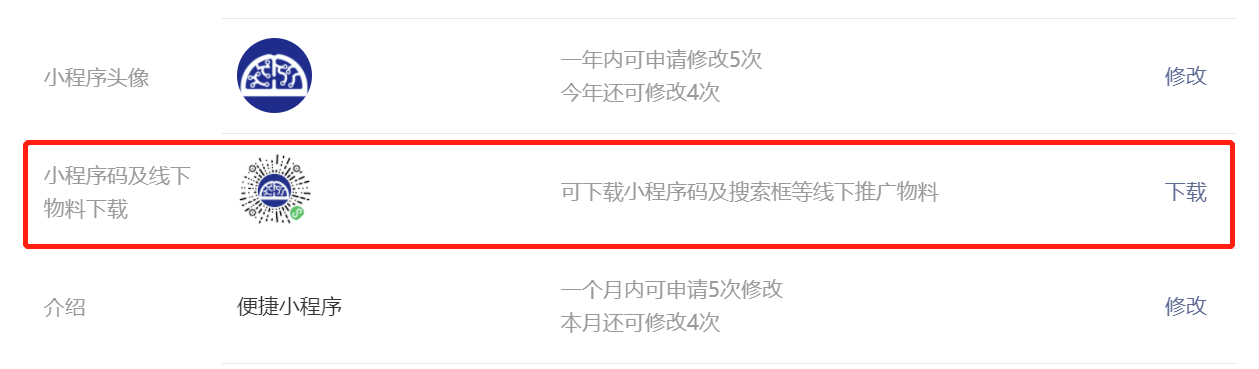 小程序头像
一年内可申请修改5次
今年还可修改4次
修改
小程序码及线下
物料下载
可下载小程序码及搜索框等线下推广物料
下载
介绍
便捷小程序
一个月内可申请5次修改
本月还可修改4次
修改